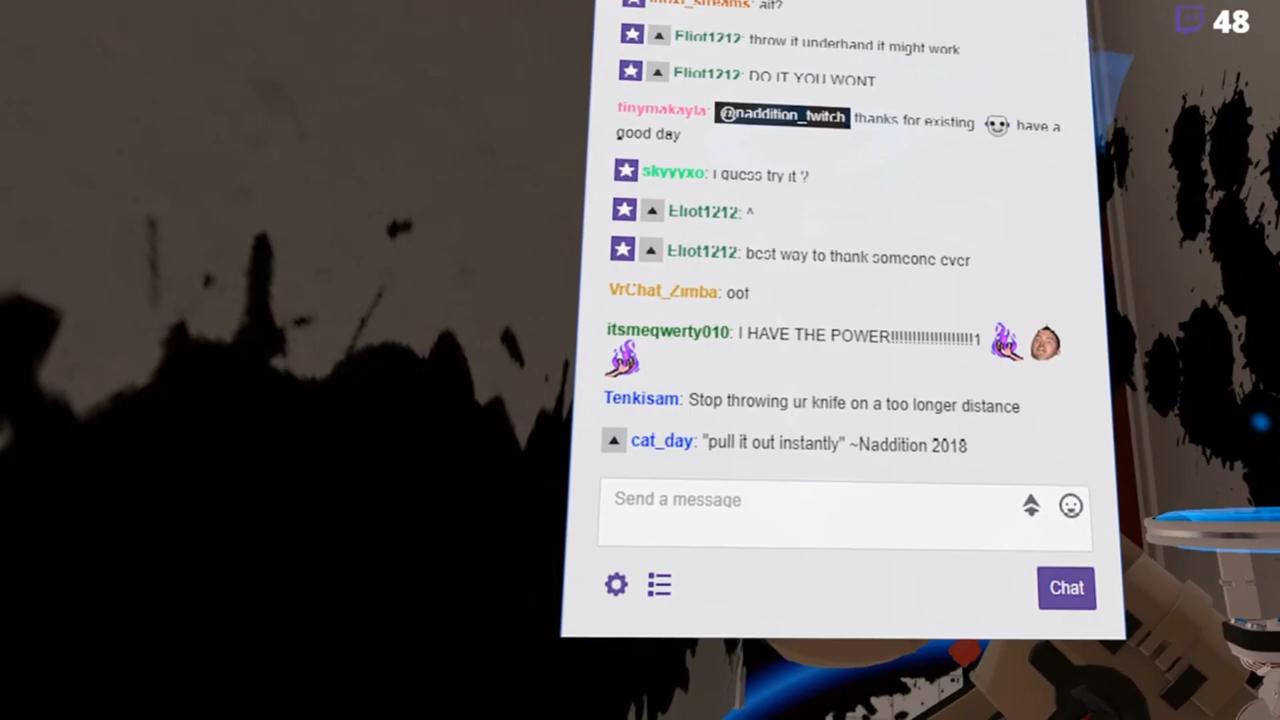 48
ait?
Eliot1212: throw it underhand it might work
Eliot1212: DO IT YOU WONT
tinymakayla: @naddition_twitch thanks for existing have a
good day
skyyyxo: i guess try it ?
Eliot1212: ^
Eliot1212: best way to thank someone ever
VrChat_Zimba: oot
itsmeqwerty010: I HAVE THE POWER!!!!!!!!!!!!!!!!!!!1
Tenkisam: Stop throwing ur knife on a too longer distance
cat_day: "pull it out instantly" ~Naddition 2018
Send a message
Chat